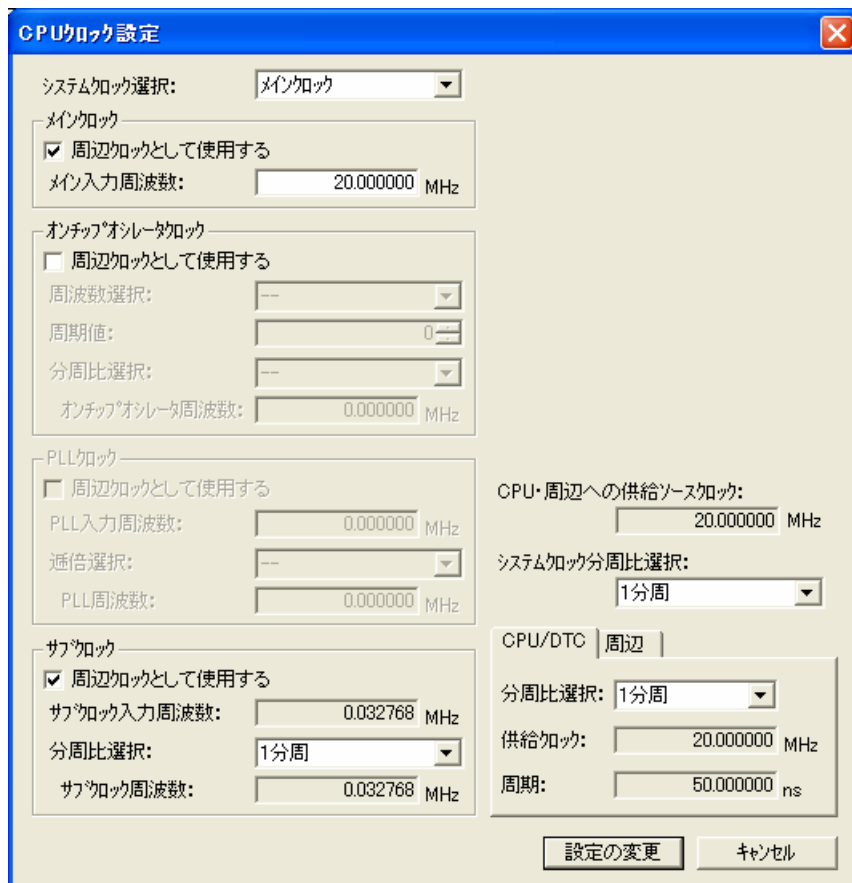 CPUｸﾛｯｸ設定
ｼｽﾃﾑｸﾛｯｸ選択: ﾒｲﾝｸﾛｯｸ
ﾒｲﾝｸﾛｯｸ
周辺ｸﾛｯｸとして使用する
ﾒｲﾝ入力周波数: 20.000000 MHz
ｵﾝﾁｯﾌﾟｵｼﾚｰﾀｸﾛｯｸ
周辺ｸﾛｯｸとして使用する
周波数選択: --
周期値: 0
分周比選択: --
ｵﾝﾁｯﾌﾟｵｼﾚｰﾀ周波数: 0.000000 MHz
PLLｸﾛｯｸ
周辺ｸﾛｯｸとして使用する
PLL入力周波数: 0.000000 MHz
逓倍選択: --
PLL周波数: 0.000000 MHz
ｻﾌﾞｸﾛｯｸ
周辺ｸﾛｯｸとして使用する
ｻﾌﾞｸﾛｯｸ入力周波数: 0.032768 MHz
分周比選択: 1分周
ｻﾌﾞｸﾛｯｸ周波数: 0.032768 MHz
CPU･周辺への供給ｿｰｽｸﾛｯｸ:
20.000000 MHz
ｼｽﾃﾑｸﾛｯｸ分周比選択:
1分周
CPU/DTC 周辺
分周比選択: 1分周
供給ｸﾛｯｸ: 20.000000 MHz
周期: 50.000000 ns
設定の変更 ｷｬﾝｾﾙ